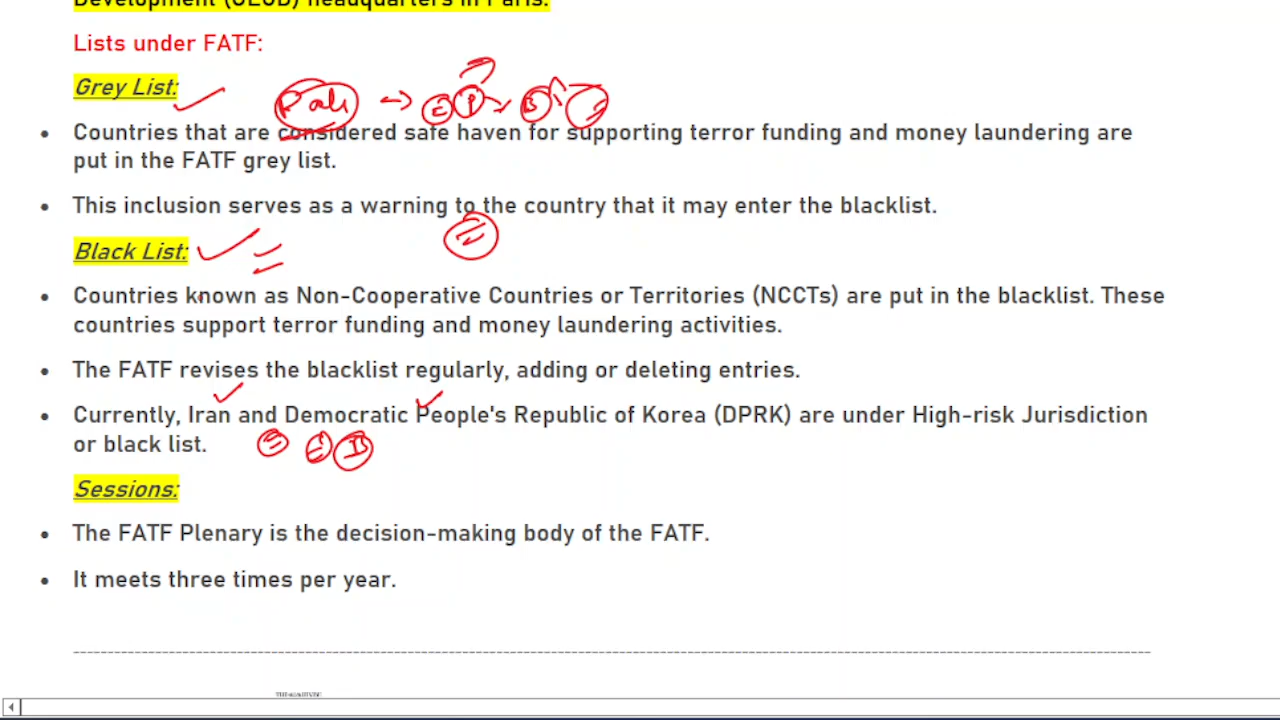 Development (OECD) headquarters in Paris.
Lists under FATF:
Grey List:
Countries that are considered safe haven for supporting terror funding and money laundering are
put in the FATF grey list.
This inclusion serves as a warning to the country that it may enter the blacklist.
Black List:
Countries known as Non-Cooperative Countries or Territories (NCCTs) are put in the blacklist. These
countries support terror funding and money laundering activities.
The FATF revises the blacklist regularly, adding or deleting entries.
Currently, Iran and Democratic People's Republic of Korea (DPRK) are under High-risk Jurisdiction
or black list.
Sessions:
The FATF Plenary is the decision-making body of the FATF.
It meets three times per year.